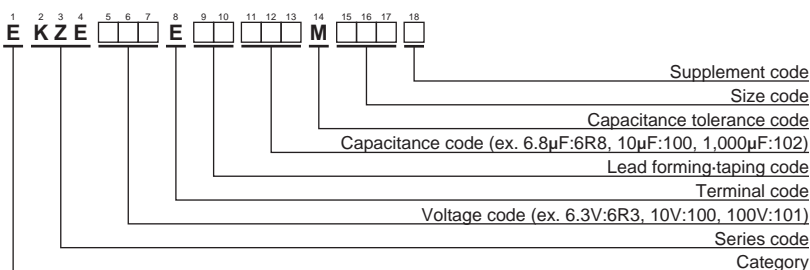 1 2 3 4 5 6 7 8 9 10 11 12 13 14 15 16 17 18
E K Z E □□□ E □□ □□□ M □□□ □
Supplement code
Size code
Capacitance tolerance code
Capacitance code (ex. 6.8µF:6R8, 10µF:100, 1,000µF:102)
Lead forming·taping code
Terminal code
Voltage code (ex. 6.3V:6R3, 10V:100, 100V:101)
Series code
Category